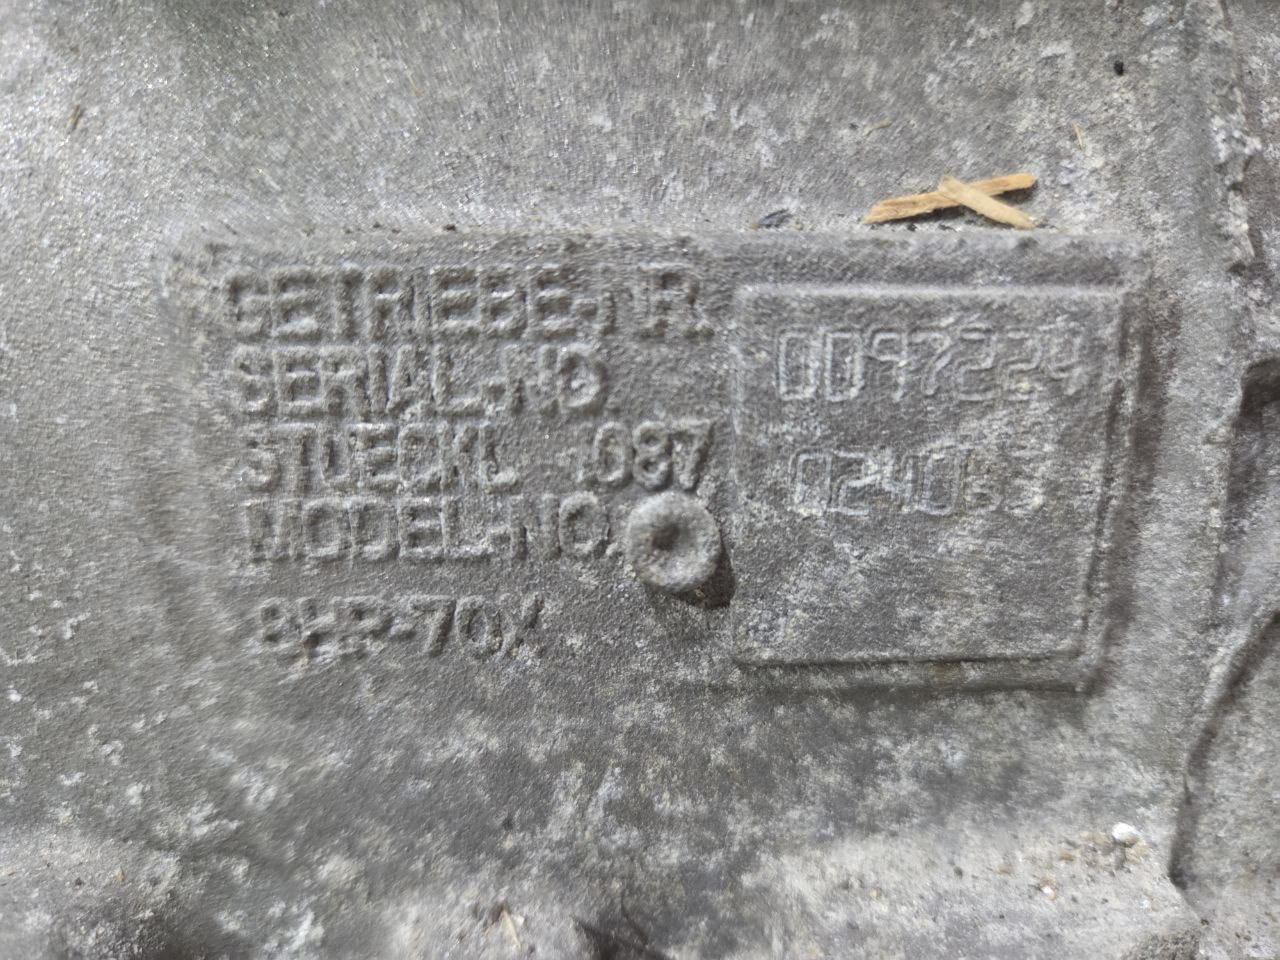 GETRIEBE-NR.
SERIAL-NO.
STUECKL 1087
MODEL-NO.
8HP-70X
0097224